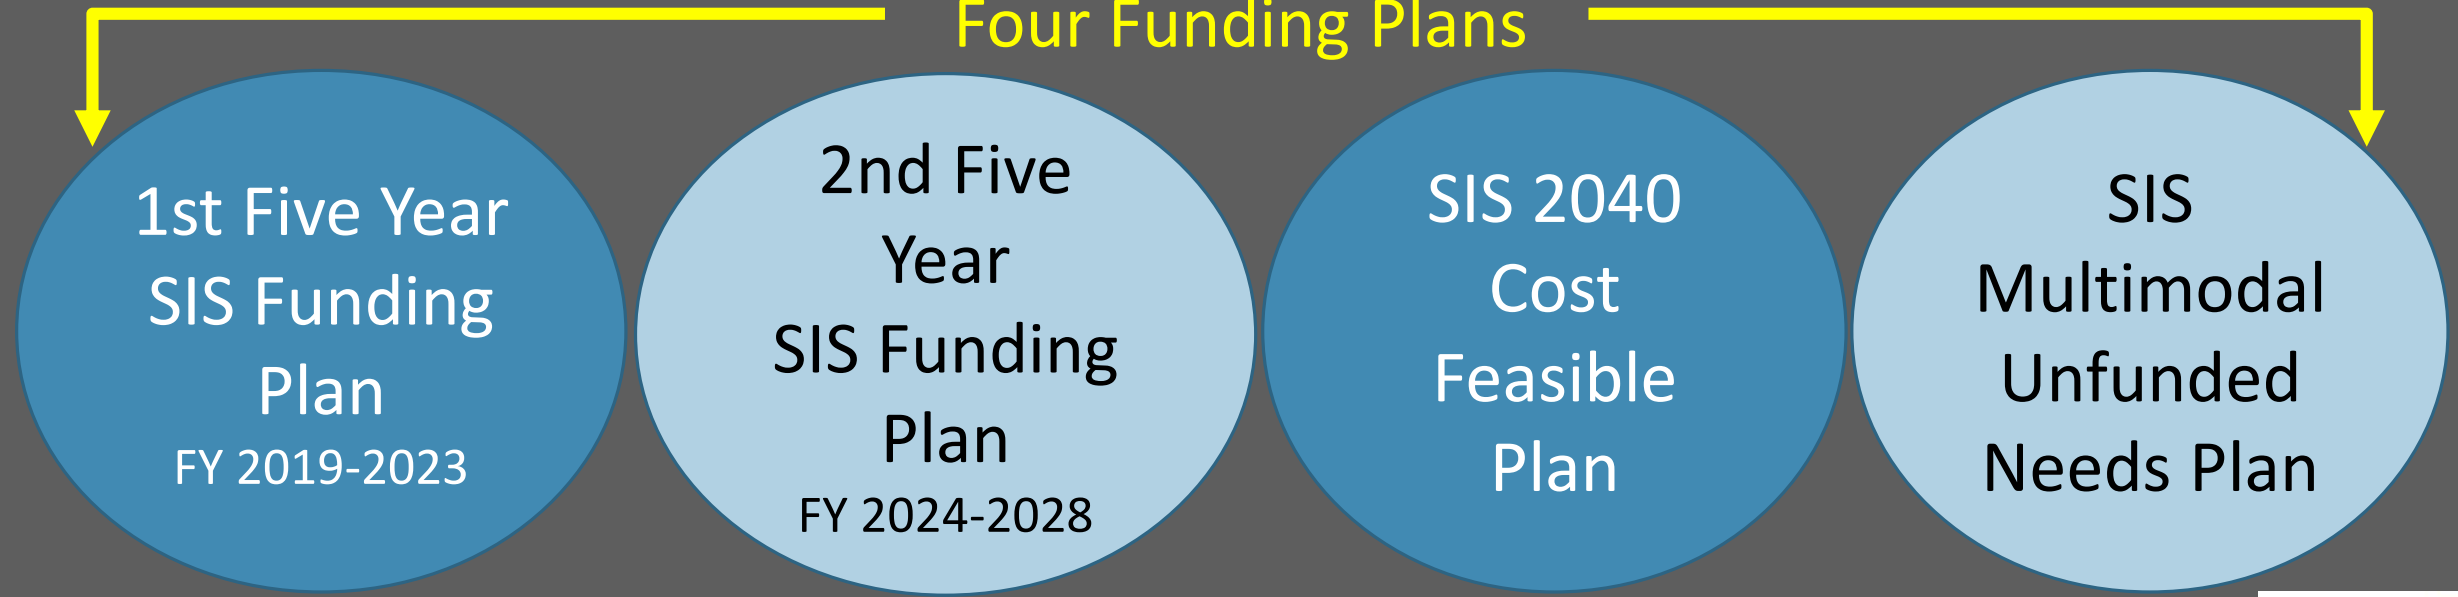 Four Funding Plans
1st Five Year
SIS Funding
Plan
FY 2019-2023
2nd Five
Year
SIS Funding
Plan
FY 2024-2028
SIS 2040
Cost
Feasible
Plan
SIS
Multimodal
Unfunded
Needs Plan